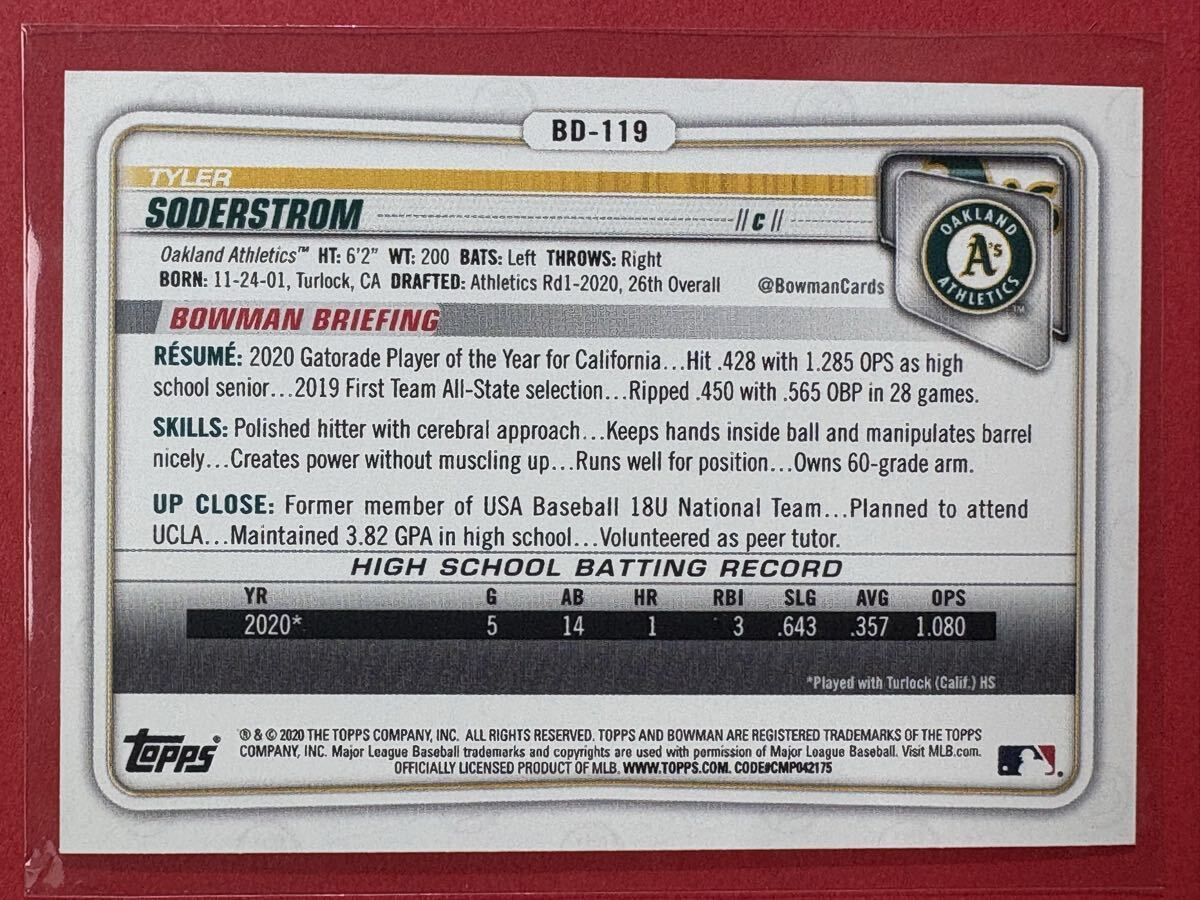 BD-119
TYLER
SODERSTROM // C //
Oakland Athletics™ HT: 6'2" WT: 200 BATS: Left THROWS: Right
BORN: 11-24-01, Turlock, CA DRAFTED: Athletics Rd1-2020, 26th Overall @BowmanCards
OAKLAND
A's
ATHLETICS™
BOWMAN BRIEFING
RÉSUMÉ: 2020 Gatorade Player of the Year for California...Hit .428 with 1.285 OPS as high
school senior...2019 First Team All-State selection...Ripped .450 with .565 OBP in 28 games.
SKILLS: Polished hitter with cerebral approach...Keeps hands inside ball and manipulates barrel
nicely...Creates power without muscling up...Runs well for position...Owns 60-grade arm.
UP CLOSE: Former member of USA Baseball 18U National Team...Planned to attend
UCLA...Maintained 3.82 GPA in high school...Volunteered as peer tutor.
HIGH SCHOOL BATTING RECORD
YR G AB HR RBI SLG AVG OPS
2020* 5 14 1 3 .643 .357 1.080
*Played with Turlock (Calif.) HS
topps®
® & © 2020 THE TOPPS COMPANY, INC. ALL RIGHTS RESERVED. TOPPS AND BOWMAN ARE REGISTERED TRADEMARKS OF THE TOPPS
COMPANY, INC. Major League Baseball trademarks and copyrights are used with permission of Major League Baseball. Visit MLB.com.
OFFICIALLY LICENSED PRODUCT OF MLB. WWW.TOPPS.COM. CODE#CMP042175